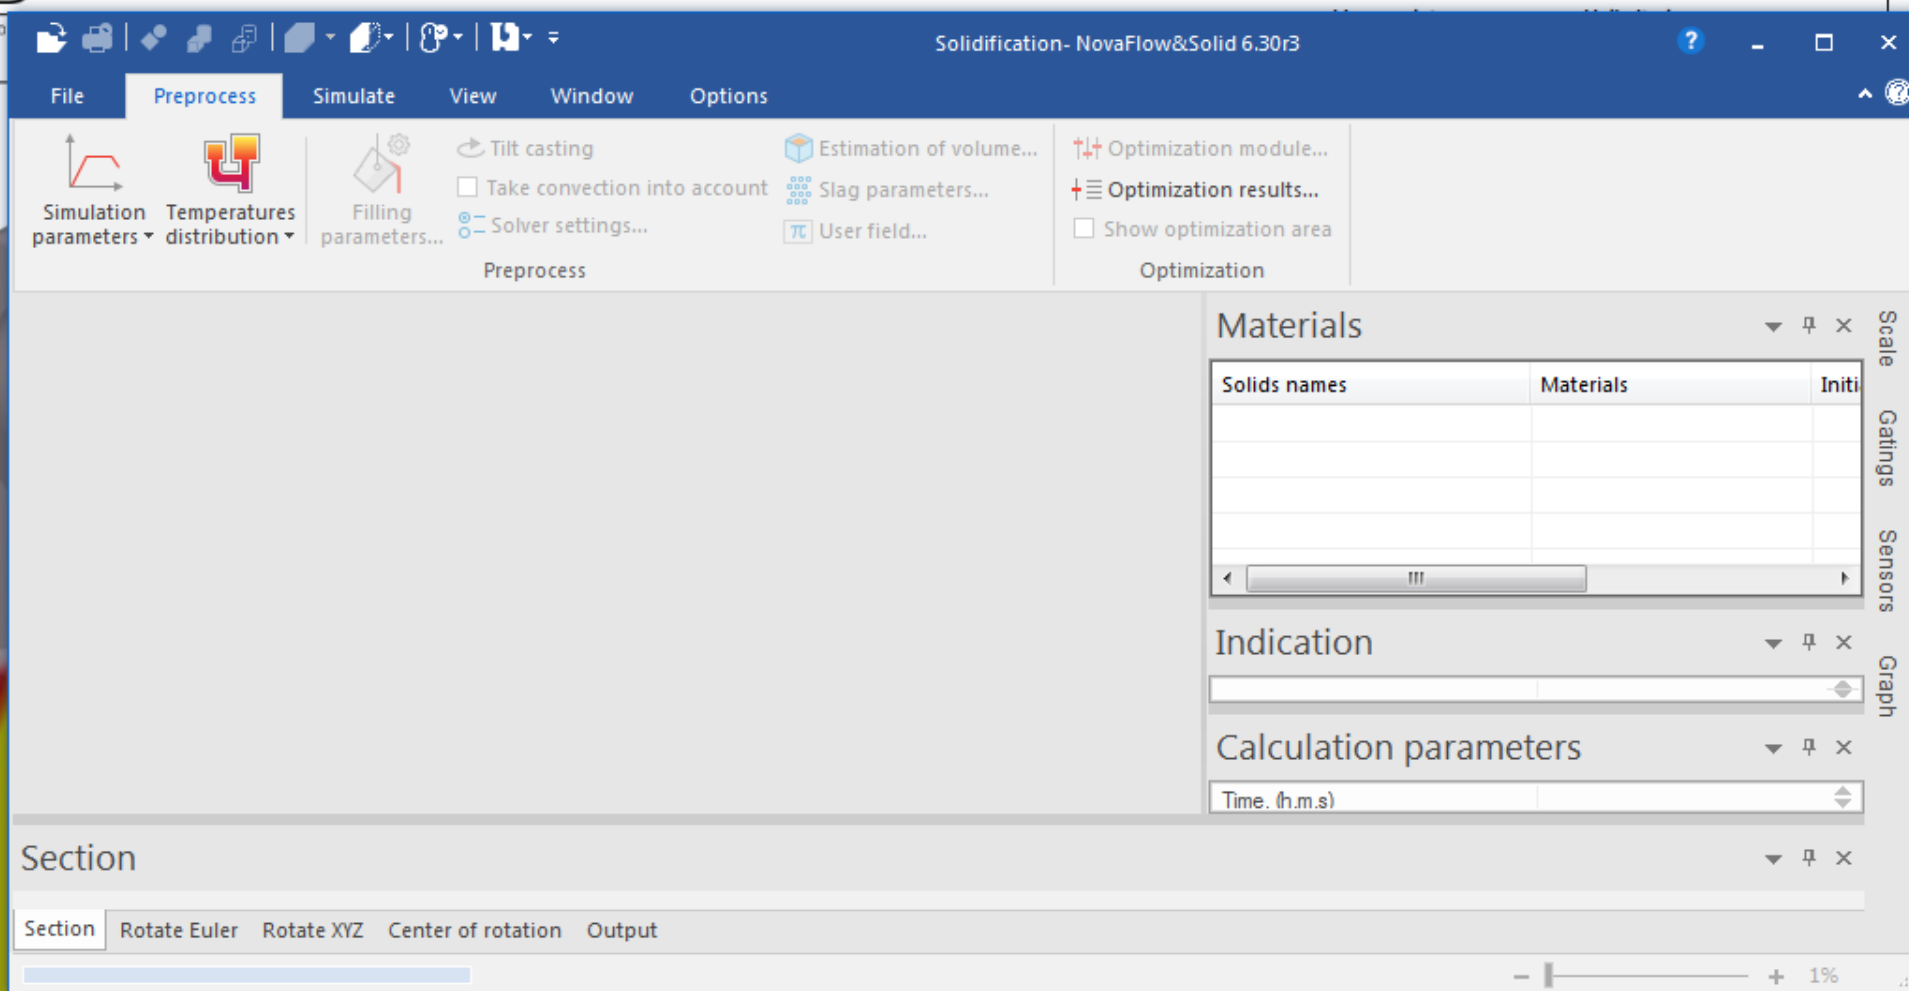 Solidification- NovaFlow&Solid 6.30r3
File Preprocess Simulate View Window Options
Simulation parameters
Temperatures distribution
Filling parameters...
Tilt casting
Take convection into account
Solver settings...
Estimation of volume...
Slag parameters...
User field...
Preprocess
Optimization module...
Optimization results...
Show optimization area
Optimization
Materials
Solids names Materials Initi
Indication
Calculation parameters
Time. (h.m.s)
Scale
Gatings
Sensors
Graph
Section
Section Rotate Euler Rotate XYZ Center of rotation Output
1%